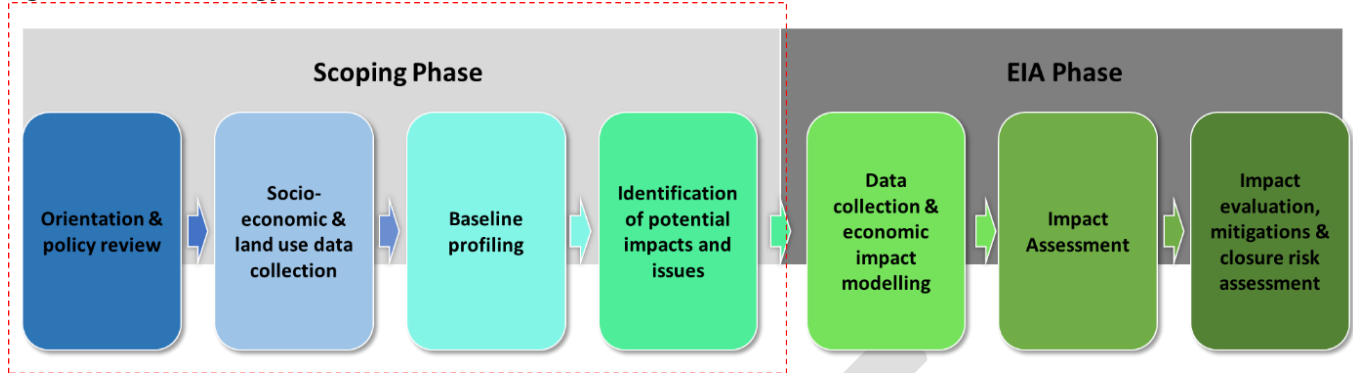 Scoping Phase
EIA Phase
Orientation &
policy review
Socio-
economic &
land use data
collection
Baseline
profiling
Identification
of potential
impacts and
issues
Data
collection &
economic
impact
modelling
Impact
Assessment
Impact
evaluation,
mitigations &
closure risk
assessment